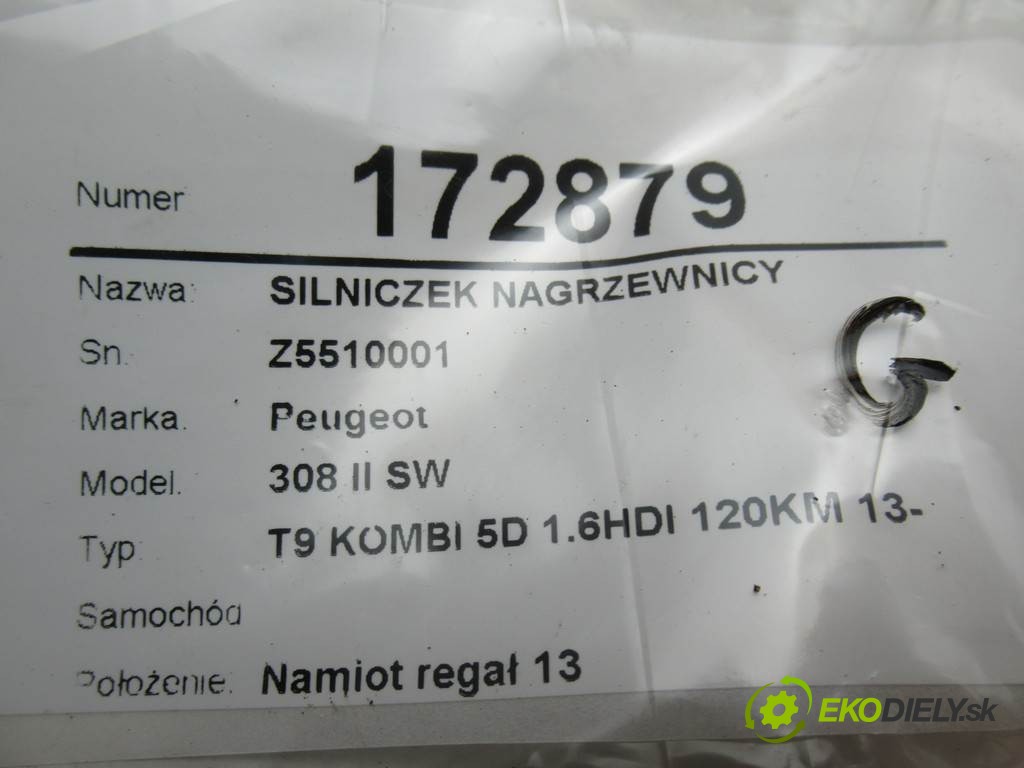 Numer 172879
Nazwa: SILNICZEK NAGRZEWNICY
Sn. Z5510001
Marka. Peugeot
Model. 308 II SW
Typ: T9 KOMBI 5D 1.6HDI 120KM 13-
Samochód
Położenie: Namiot regał 13
G
EKODIELY.sk